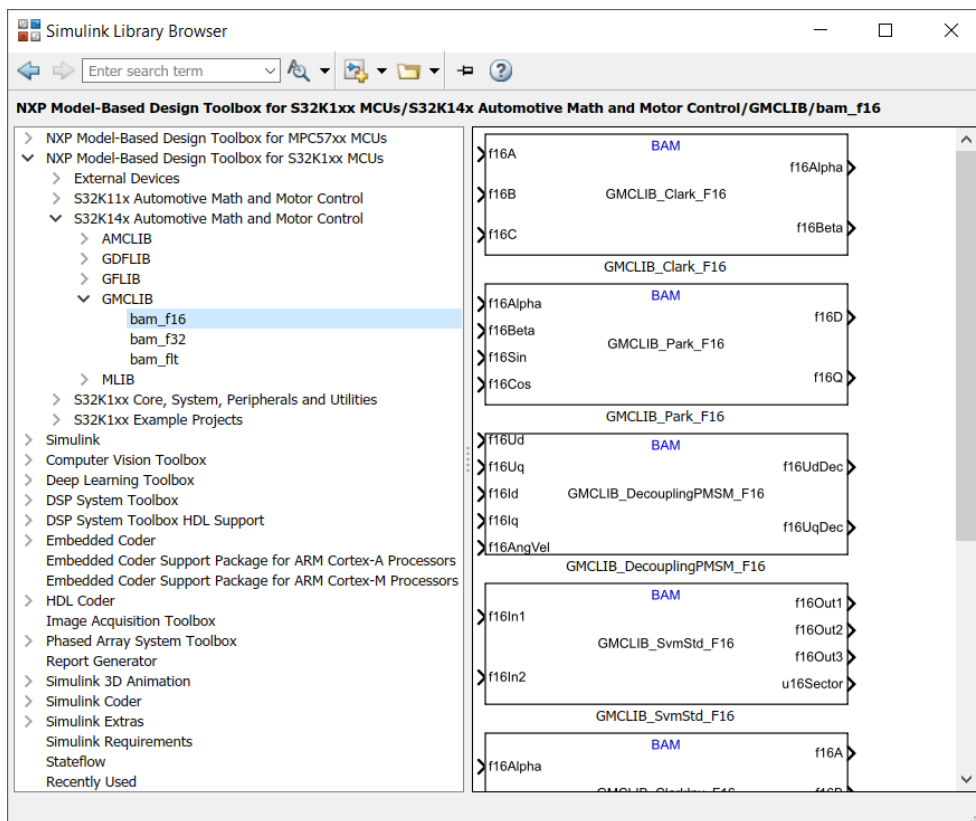 Simulink Library Browser
Enter search term
NXP Model-Based Design Toolbox for S32K1xx MCUs/S32K14x Automotive Math and Motor Control/GMCLIB/bam_f16
NXP Model-Based Design Toolbox for MPC57xx MCUs
NXP Model-Based Design Toolbox for S32K1xx MCUs
External Devices
S32K11x Automotive Math and Motor Control
S32K14x Automotive Math and Motor Control
AMCLIB
GDFLIB
GFLIB
GMCLIB
bam_f16
bam_f32
bam_flt
MLIB
S32K1xx Core, System, Peripherals and Utilities
S32K1xx Example Projects
Simulink
Computer Vision Toolbox
Deep Learning Toolbox
DSP System Toolbox
DSP System Toolbox HDL Support
Embedded Coder
Embedded Coder Support Package for ARM Cortex-A Processors
Embedded Coder Support Package for ARM Cortex-M Processors
HDL Coder
Image Acquisition Toolbox
Phased Array System Toolbox
Report Generator
Simulink 3D Animation
Simulink Coder
Simulink Extras
Simulink Requirements
Stateflow
Recently Used
BAM
f16A
f16Alpha
f16B
GMCLIB_Clark_F16
f16C
f16Beta
GMCLIB_Clark_F16
BAM
f16Alpha
f16D
f16Beta
GMCLIB_Park_F16
f16Sin
f16Cos
f16Q
GMCLIB_Park_F16
f16Ud
BAM
f16Uq
f16UdDec
f16Id
GMCLIB_DecouplingPMSM_F16
f16Iq
f16UqDec
f16AngVel
GMCLIB_DecouplingPMSM_F16
BAM
f16Out1
f16In1
f16Out2
GMCLIB_SvmStd_F16
f16Out3
f16In2
u16Sector
GMCLIB_SvmStd_F16
BAM
f16A
f16Alpha